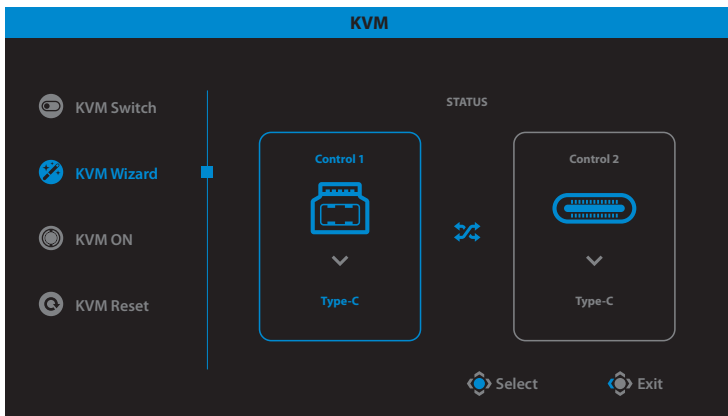 KVM
KVM Switch
KVM Wizard
KVM ON
KVM Reset
STATUS
Control 1
Type-C
Control 2
Type-C
Select
Exit